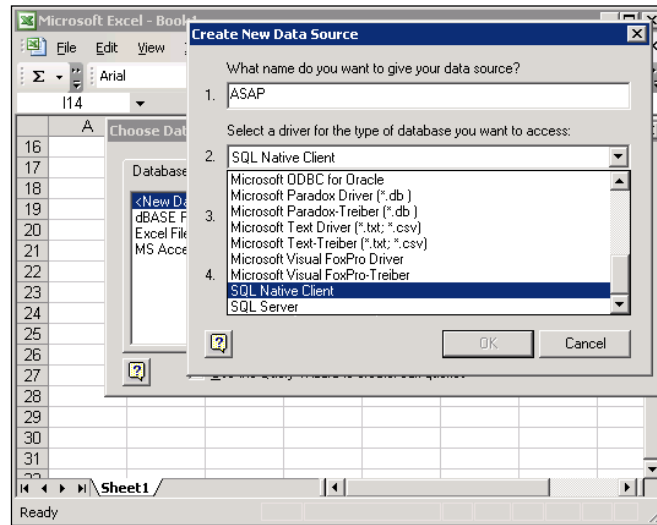 Microsoft Excel - Book
File Edit View
Σ Arial
I14
A
16
17
18
19
20
21
22
23
24
25
26
27
28
29
30
31
Sheet1
Ready
Choose Dat
Database
<New Da
dBASE F
Excel File
MS Acce
Create New Data Source
What name do you want to give your data source?
1. ASAP
Select a driver for the type of database you want to access:
2. SQL Native Client
Microsoft ODBC for Oracle
Microsoft Paradox Driver (*.db )
Microsoft Paradox-Treiber (*.db )
3.
Microsoft Text Driver (*.txt; *.csv)
Microsoft Text-Treiber (*.txt; *.csv)
Microsoft Visual FoxPro Driver
4.
Microsoft Visual FoxPro-Treiber
SQL Native Client
SQL Server
OK Cancel